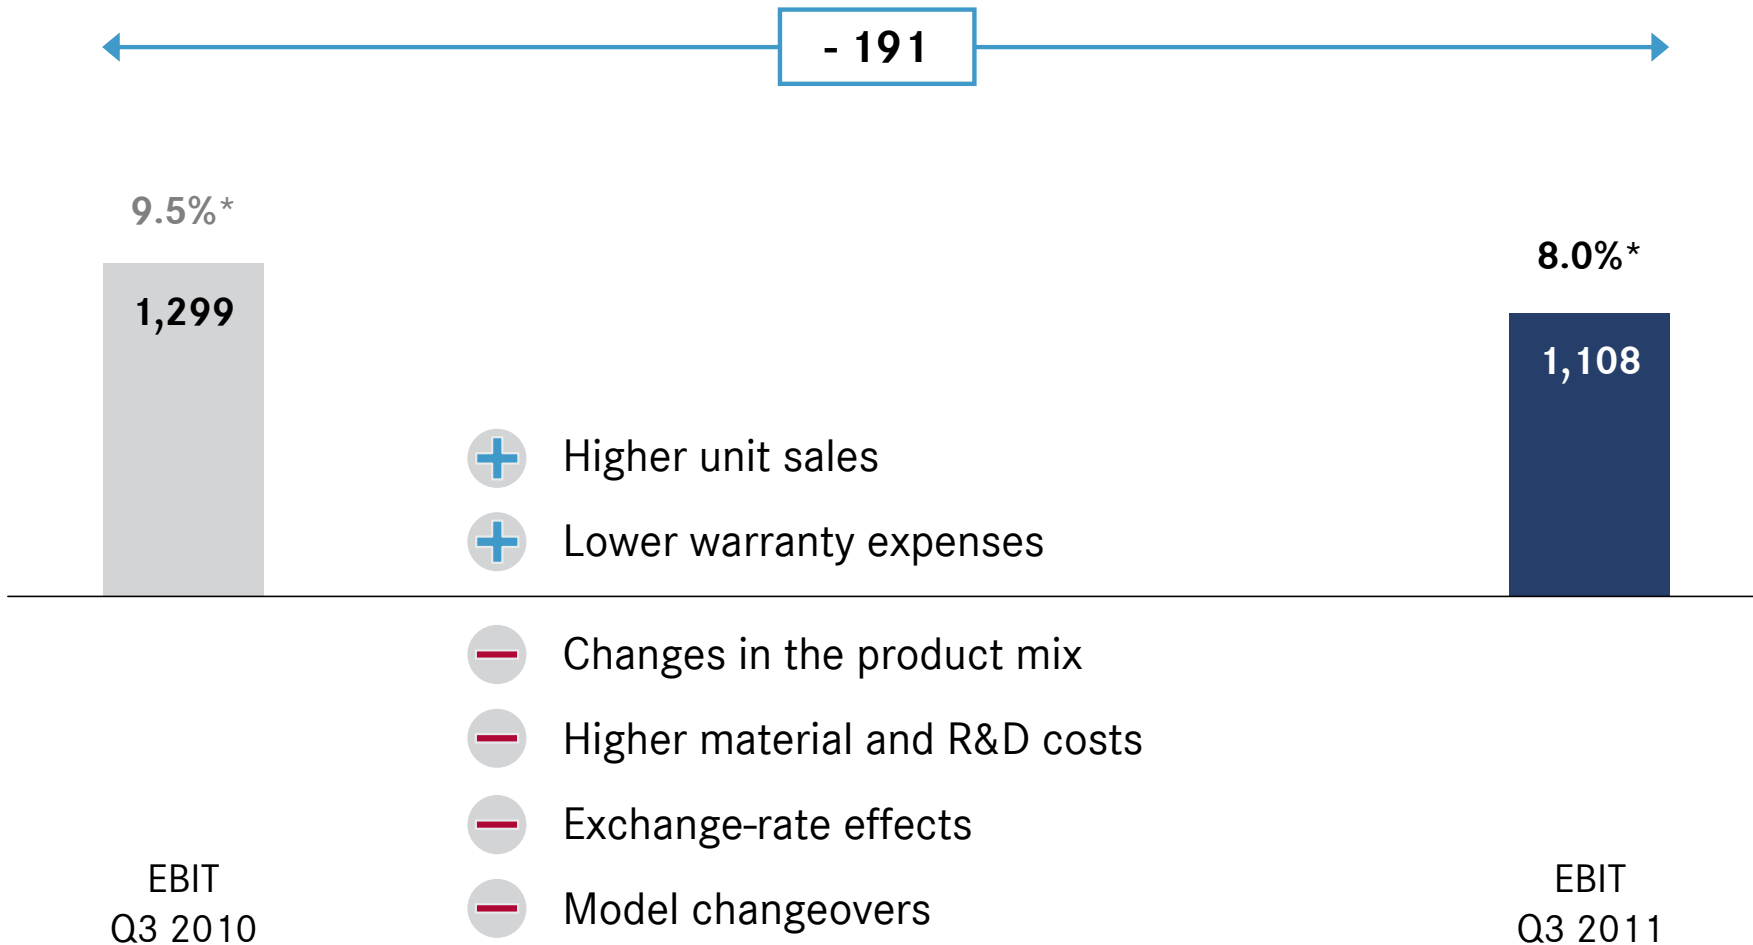 - 191
9.5%*
8.0%*
1,299
1,108
Higher unit sales
Lower warranty expenses
Changes in the product mix
Higher material and R&D costs
Exchange-rate effects
Model changeovers
EBIT
Q3 2010
EBIT
Q3 2011